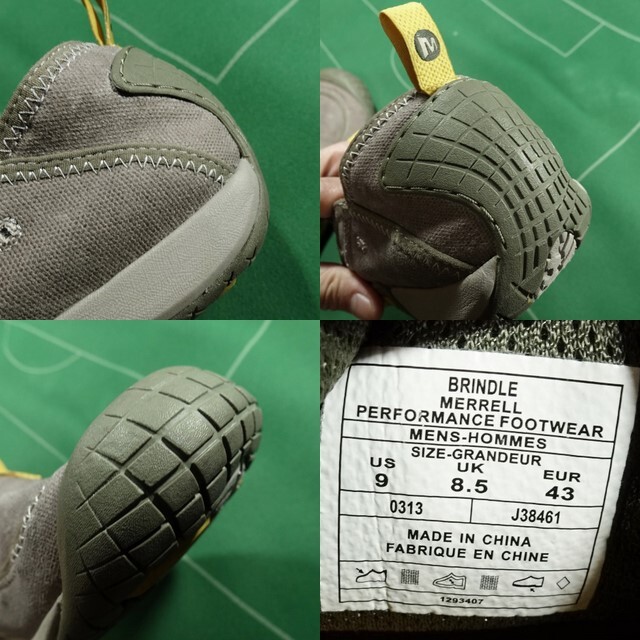 M
BRINDLE
MERRELL
PERFORMANCE FOOTWEAR
MENS-HOMMES
SIZE-GRANDEUR
US UK EUR
9 8.5 43
0313 J38461
MADE IN CHINA
FABRIQUE EN CHINE
1293407